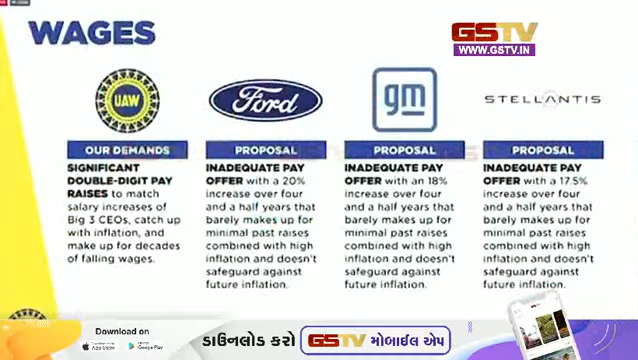 WAGES
GSTV
WWW.GSTV.IN
UAW
Ford
gm
STELLANTIS
OUR DEMANDS
PROPOSAL
PROPOSAL
PROPOSAL
SIGNIFICANT
DOUBLE-DIGIT PAY
RAISES to match
salary increases of
Big 3 CEOs, catch up
with inflation, and
make up for decades
of falling wages.
INADEQUATE PAY
OFFER with a 20%
increase over four
and a half years that
barely makes up for
minimal past raises
combined with high
inflation and doesn't
safeguard against
future inflation.
INADEQUATE PAY
OFFER with an 18%
increase over four
and a half years that
barely makes up for
minimal past raises
combined with high
inflation and doesn't
safeguard against
future inflation.
INADEQUATE PAY
OFFER with a 17.5%
increase over four
and a half years that
barely makes up for
minimal past raises
combined with high
inflation and doesn't
safeguard against
future inflation.
Download on
App Store
Google Play
ડાઉનલોડ કરો GSTV મોબાઈલ એપ